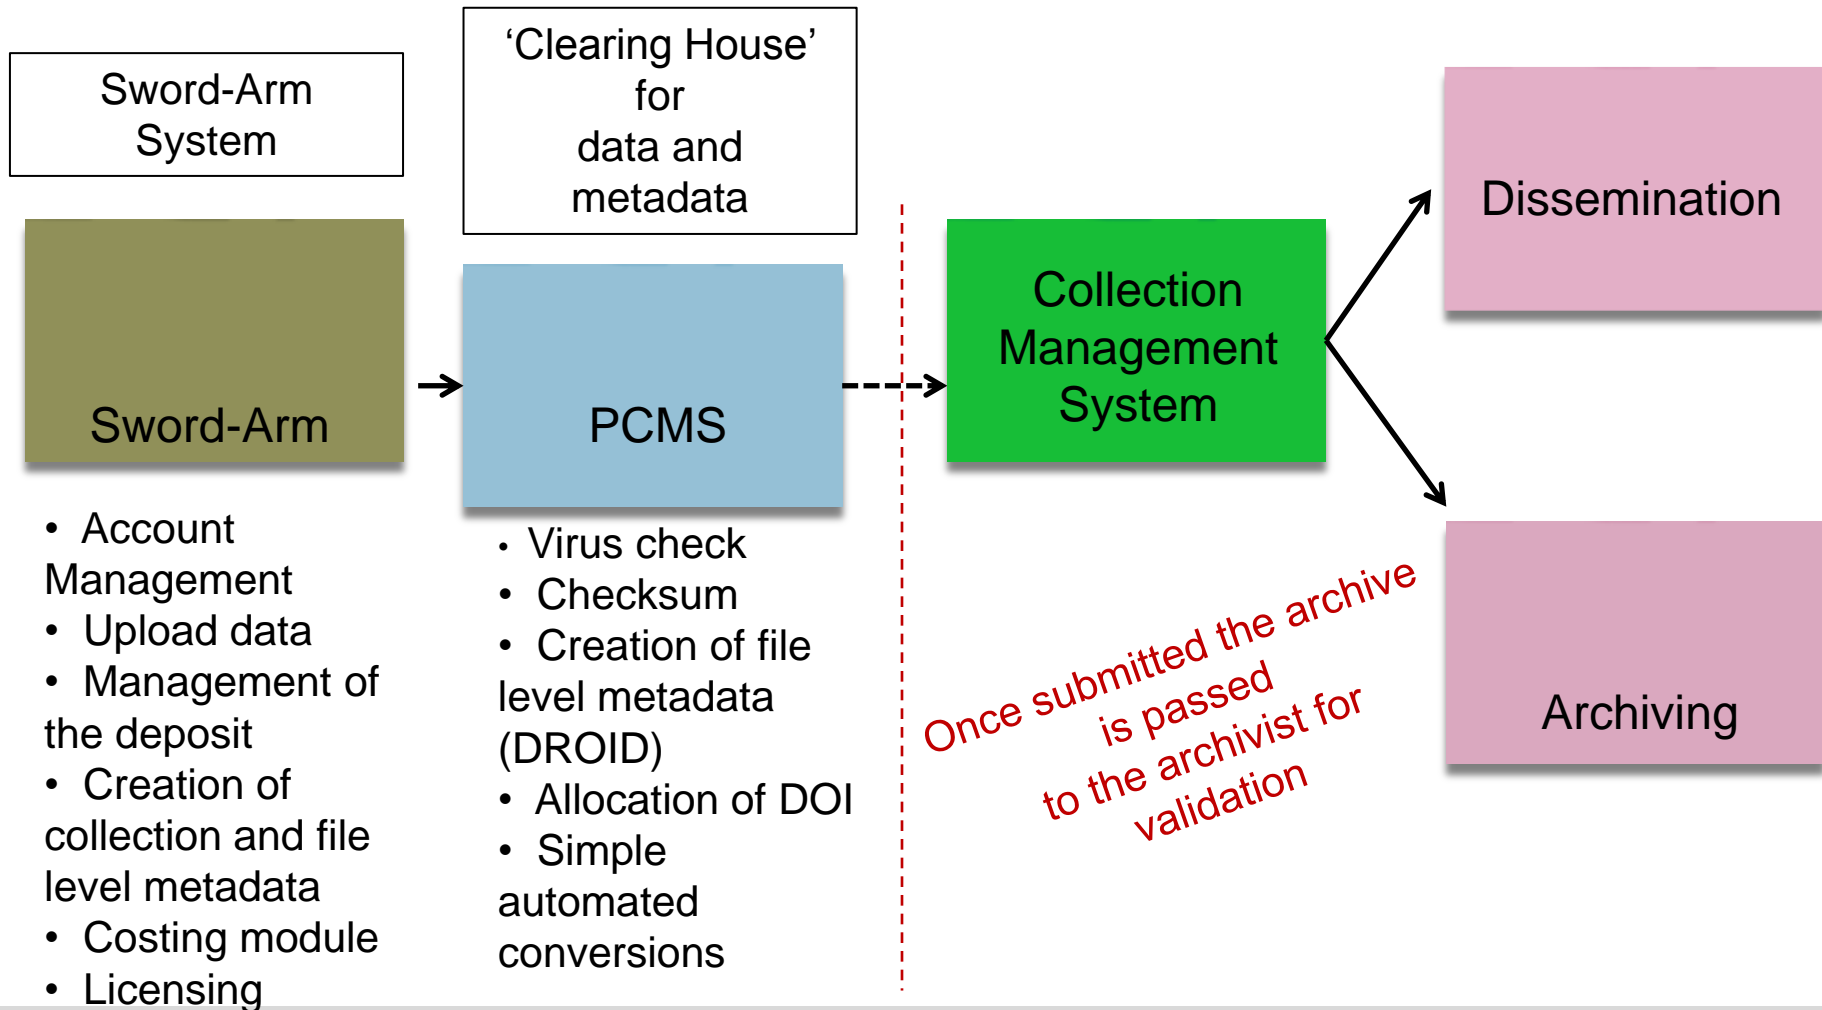 Sword-Arm
System
‘Clearing House’
for
data and
metadata
Sword-Arm
PCMS
Collection
Management
System
Dissemination
Archiving
• Account
Management
• Upload data
• Management of
the deposit
• Creation of
collection and file
level metadata
• Costing module
• Licensing
• Virus check
• Checksum
• Creation of file
level metadata
(DROID)
• Allocation of DOI
• Simple
automated
conversions
Once submitted the archive
is passed
to the archivist for
validation